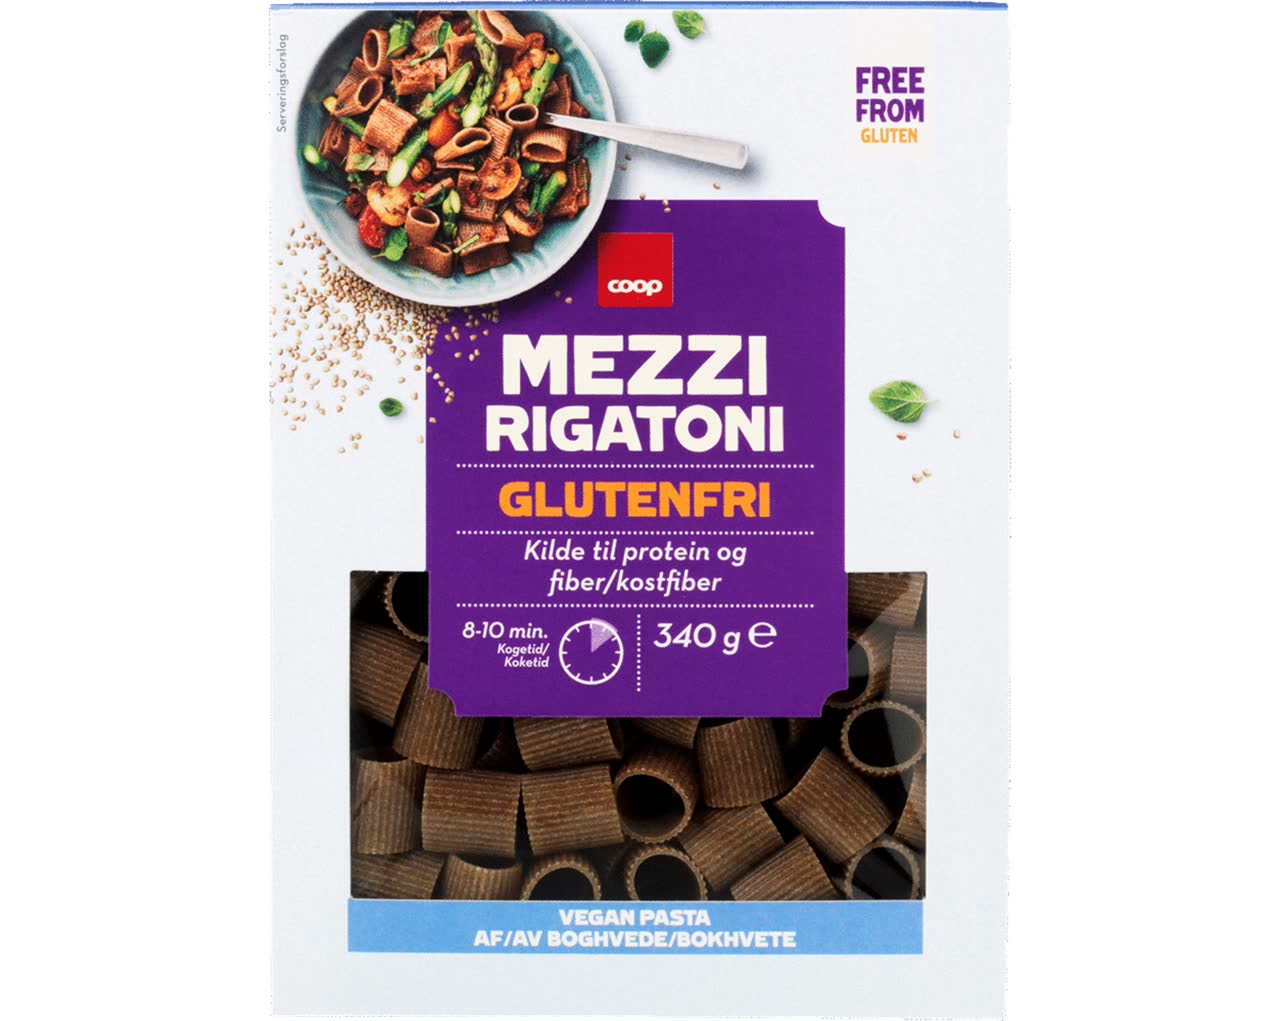 Serveringsforslag
FREE
FROM
GLUTEN
coop
MEZZI
RIGATONI
GLUTENFRI
Kilde til protein og
fiber/kostfiber
8-10 min.
Kogetid/
Koketid
340 g ℮
VEGAN PASTA
AF/AV BOGHVEDE/BOKHVETE